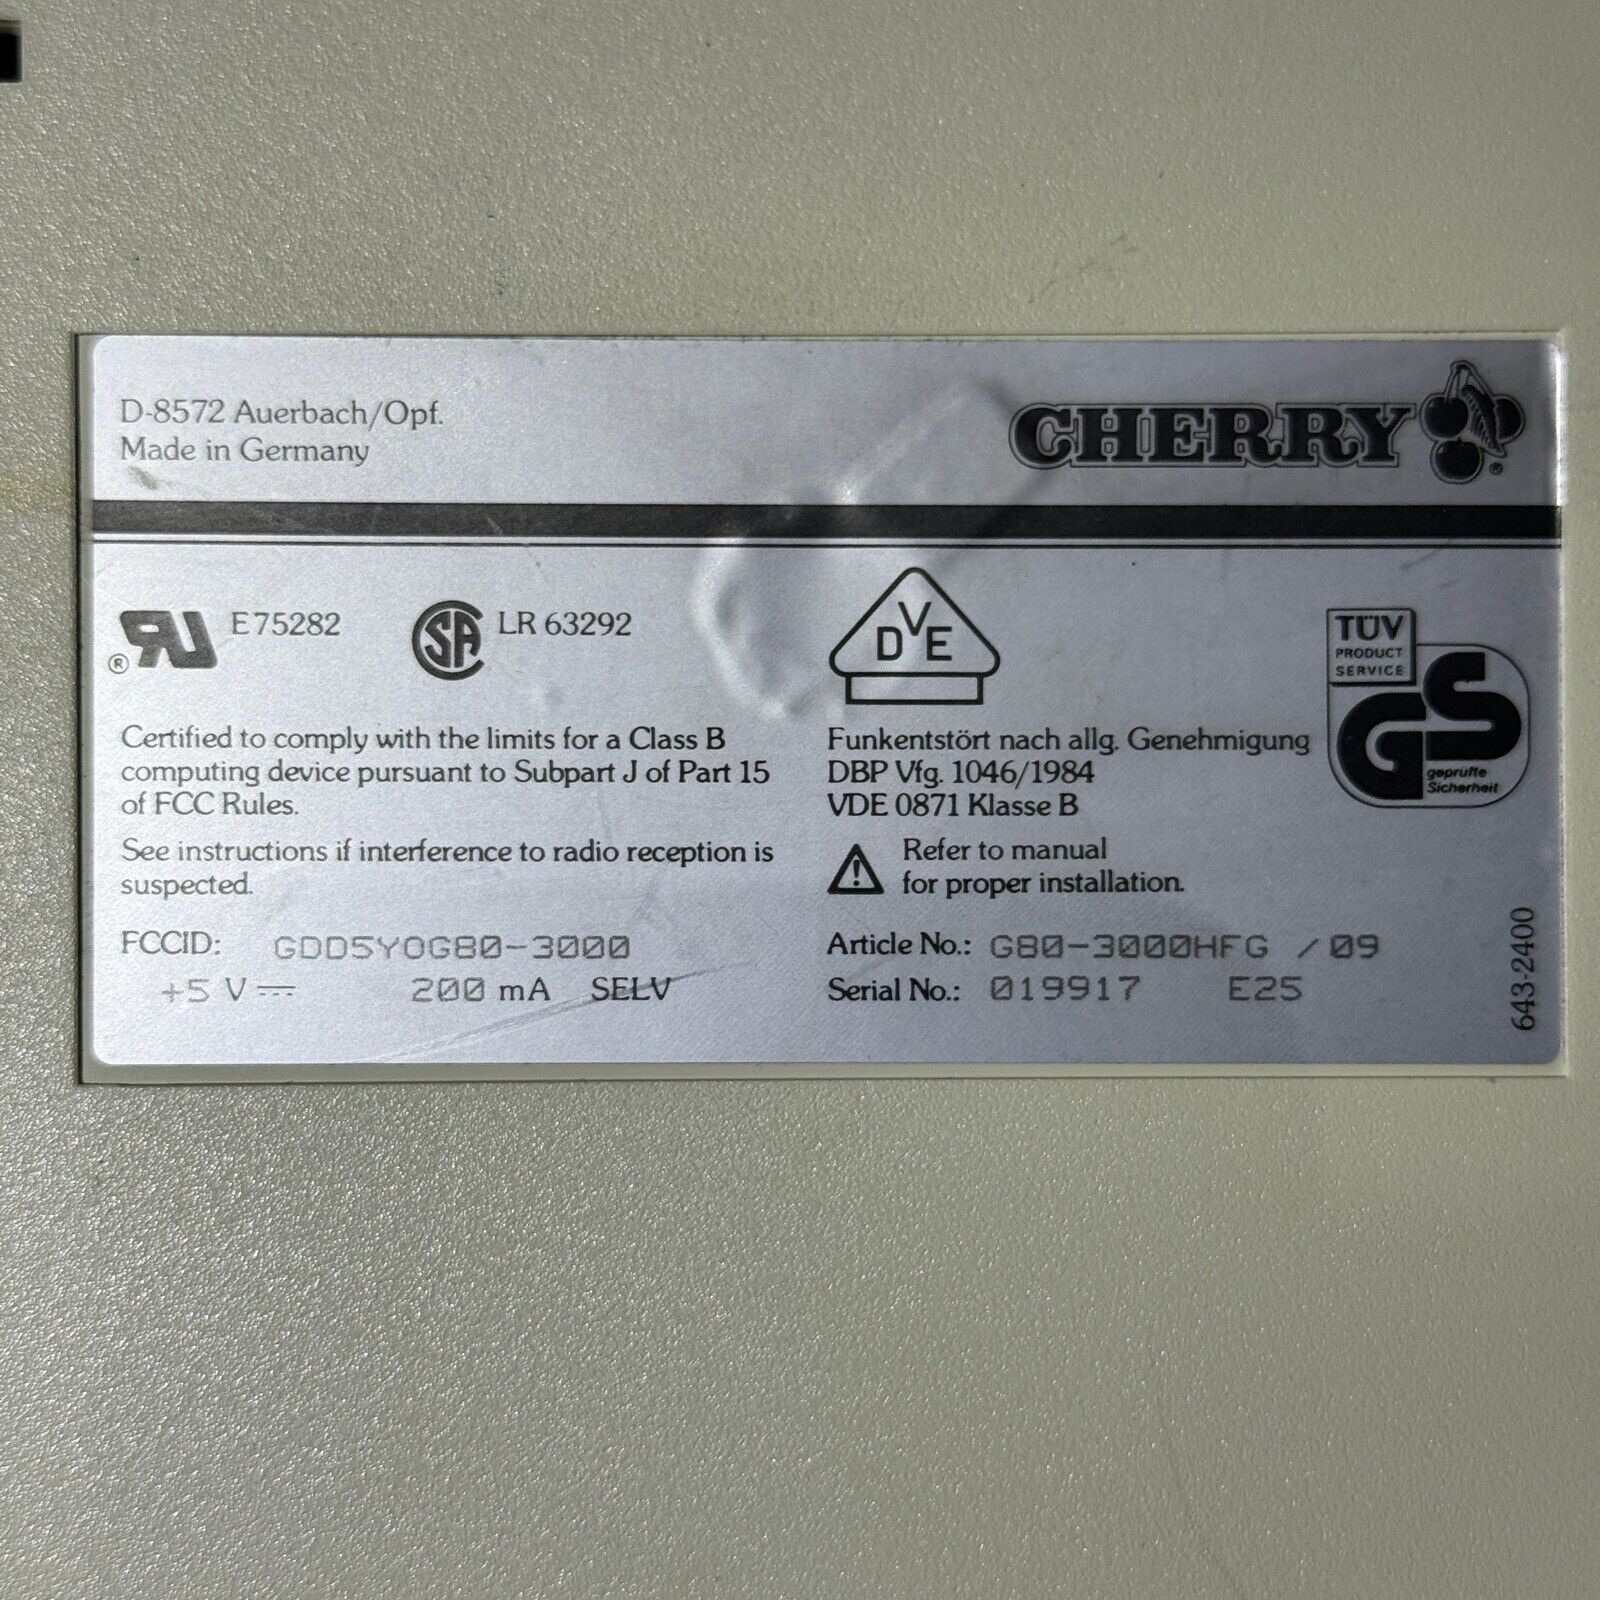 D-8572 Auerbach/Opf.
Made in Germany
CHERRY ®
® RU E75282
SA LR 63292
DVE
TÜV
PRODUCT
SERVICE
GS
geprüfte
Sicherheit
Certified to comply with the limits for a Class B
computing device pursuant to Subpart J of Part 15
of FCC Rules.
See instructions if interference to radio reception is
suspected.
Funkentstört nach allg. Genehmigung
DBP Vfg. 1046/1984
VDE 0871 Klasse B
Refer to manual
for proper installation.
FCCID: GDD5YOG80-3000
+5 V 200 mA SELV
Article No.: G80-3000HFG /09
Serial No.: 019917 E25
643-2400